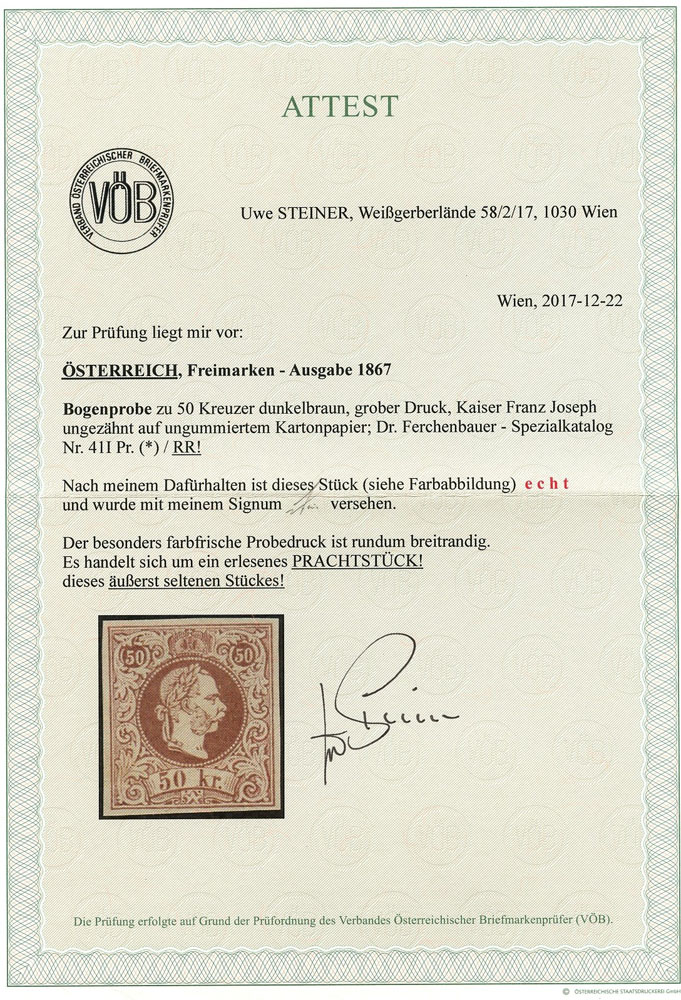 ATTEST
VERBAND ÖSTERREICHISCHER BRIEFMARKENPRÜFER
VÖB
Uwe STEINER, Weißgerberlände 58/2/17, 1030 Wien
Wien, 2017-12-22
Zur Prüfung liegt mir vor:
ÖSTERREICH, Freimarken - Ausgabe 1867
Bogenprobe zu 50 Kreuzer dunkelbraun, grober Druck, Kaiser Franz Joseph
ungezähnt auf ungummiertem Kartonpapier; Dr. Ferchenbauer - Spezialkatalog
Nr. 41I Pr. (*) / RR!
Nach meinem Dafürhalten ist dieses Stück (siehe Farbabbildung) e c h t
und wurde mit meinem Signum versehen.
Der besonders farbfrische Probedruck ist rundum breitrandig.
Es handelt sich um ein erlesenes PRACHTSTÜCK!
dieses äußerst seltenen Stückes!
50 50
50 kr.
Die Prüfung erfolgte auf Grund der Prüfordnung des Verbandes Österreichischer Briefmarkenprüfer (VÖB).
© ÖSTERREICHISCHE STAATSDRUCKEREI GmbH